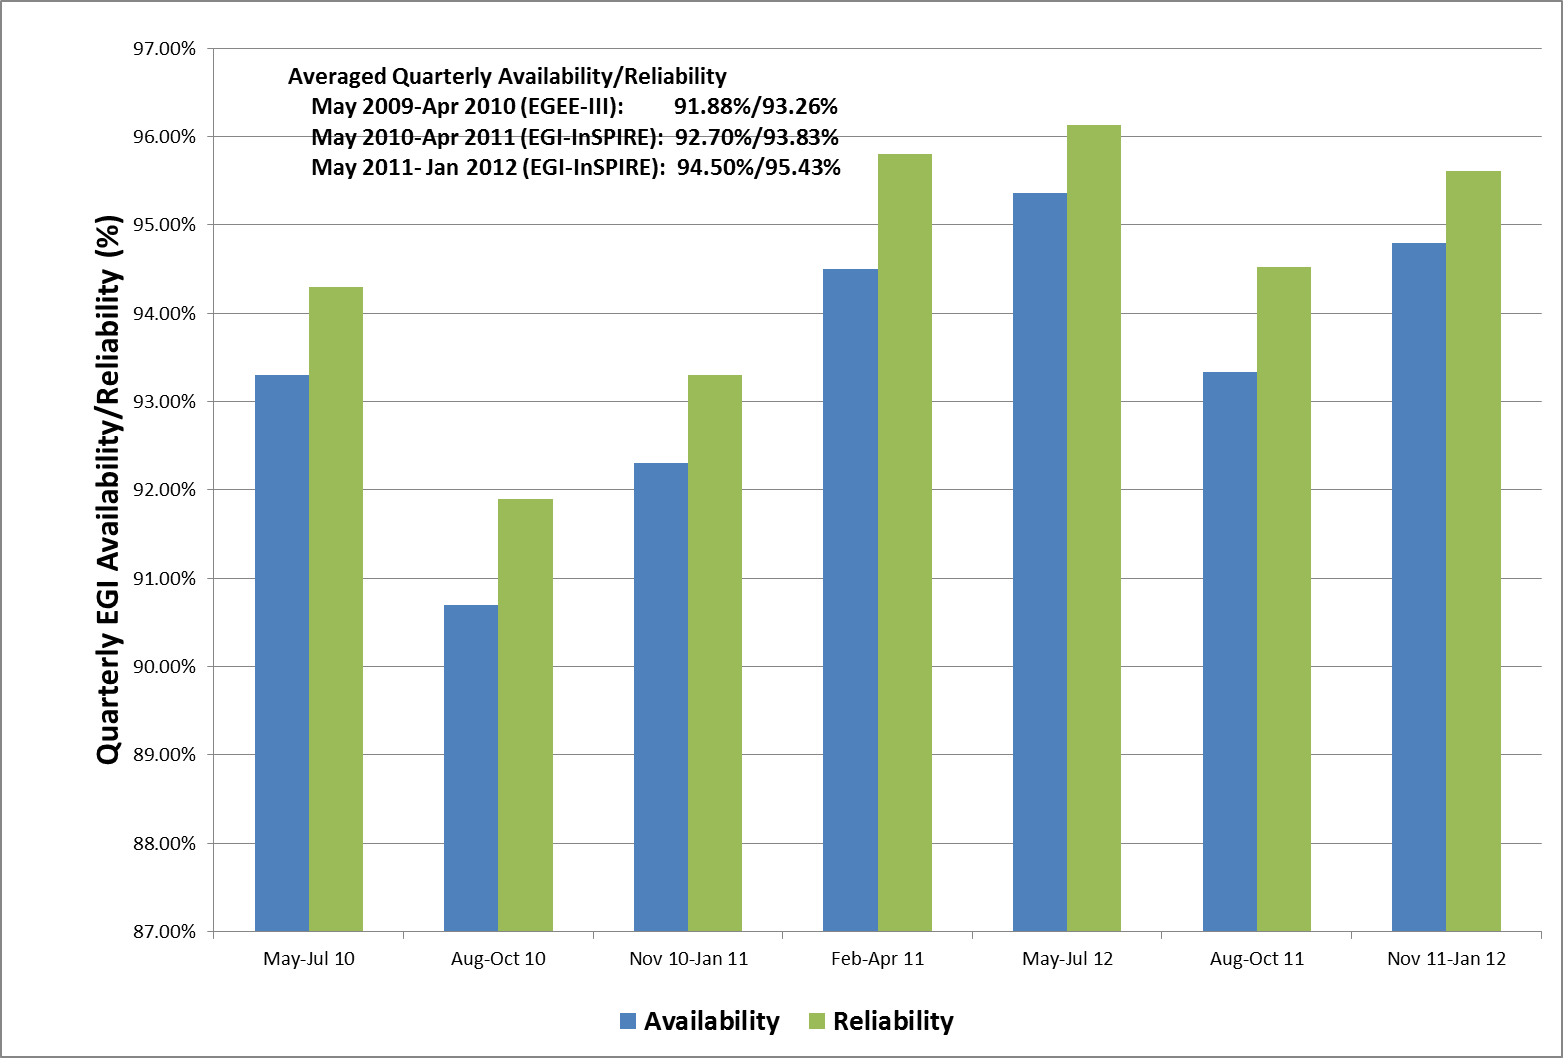 97.00%
Averaged Quarterly Availability/Reliability
May 2009-Apr 2010 (EGEE-III): 91.88%/93.26%
96.00%
May 2010-Apr 2011 (EGI-InSPIRE): 92.70%/93.83%
May 2011- Jan 2012 (EGI-InSPIRE): 94.50%/95.43%
95.00%
94.00%
93.00%
92.00%
91.00%
90.00%
89.00%
88.00%
87.00%
Quarterly EGI Availability/Reliability (%)
May-Jul 10 Aug-Oct 10 Nov 10-Jan 11 Feb-Apr 11 May-Jul 12 Aug-Oct 11 Nov 11-Jan 12
Availability Reliability